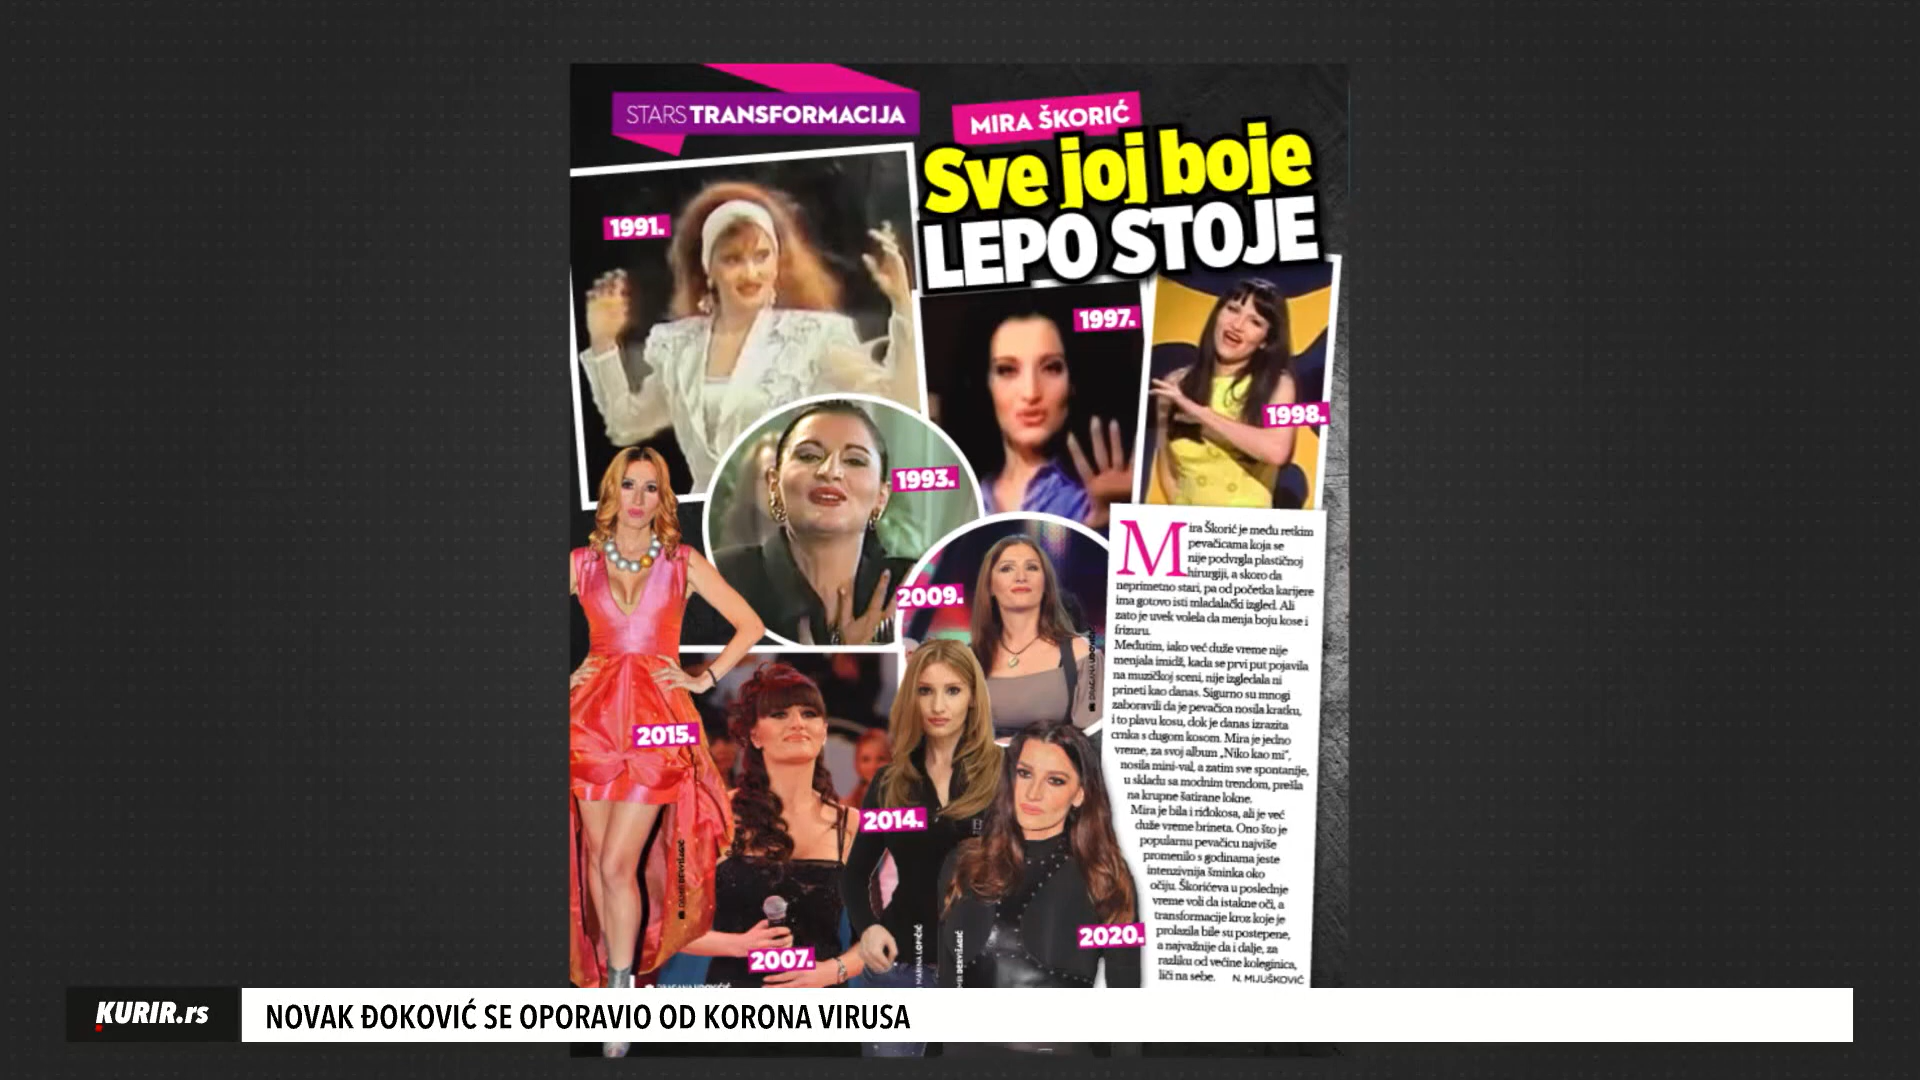 STARS TRANSFORMACIJA
MIRA ŠKORIĆ
Sve joj boje
LEPO STOJE
1991.
1997.
1998.
1993.
2009.
2015.
2014.
2007.
2020.
Mira Škorić je među retkim
pevačicama koja se
nije podvrgla plastičnoj
hirurgiji, a skoro da
neprimetno stari, pa od početka karijere
ima gotovo isti mladalački izgled. Ali
zato je uvek volela da menja boju kose i
frizuru.
Međutim, iako već duže vreme nije
menjala imidž, kada se prvi put pojavila
na muzičkoj sceni, nije izgledala ni
prineti kao danas. Sigurno su mnogi
zaboravili da je pevačica nosila kratku,
i to plavu kosu, dok je danas izrazita
crnka s dugom kosom. Mira je jedno
vreme, za svoj album „Niko kao mi“,
nosila mini-val, a zatim sve spontanije,
u skladu sa modnim trendom, prešla
na krupne šatirane lokne.
Mira je bila i riđokosa, ali je već
duže vreme brineta. Ono što je
popularnu pevačicu najviše
promenilo s godinama jeste
intenzivnija šminka oko
očiju. Škorićeva u poslednje
vreme voli da istakne oči, a
transformacije kroz koje je
prolazila bile su postepene,
a najvažnije da i dalje, za
razliku od većine koleginica,
liči na sebe. N. MIJUŠKOVIĆ
DRAGANA UDOVIČIĆ
DAMIR DERVIŠAGIĆ
MARINA LOPIČIĆ
DERVIŠAGIĆ
DRAGANA UDOVIČIĆ
KURIR.rs
NOVAK ĐOKOVIĆ SE OPORAVIO OD KORONA VIRUSA